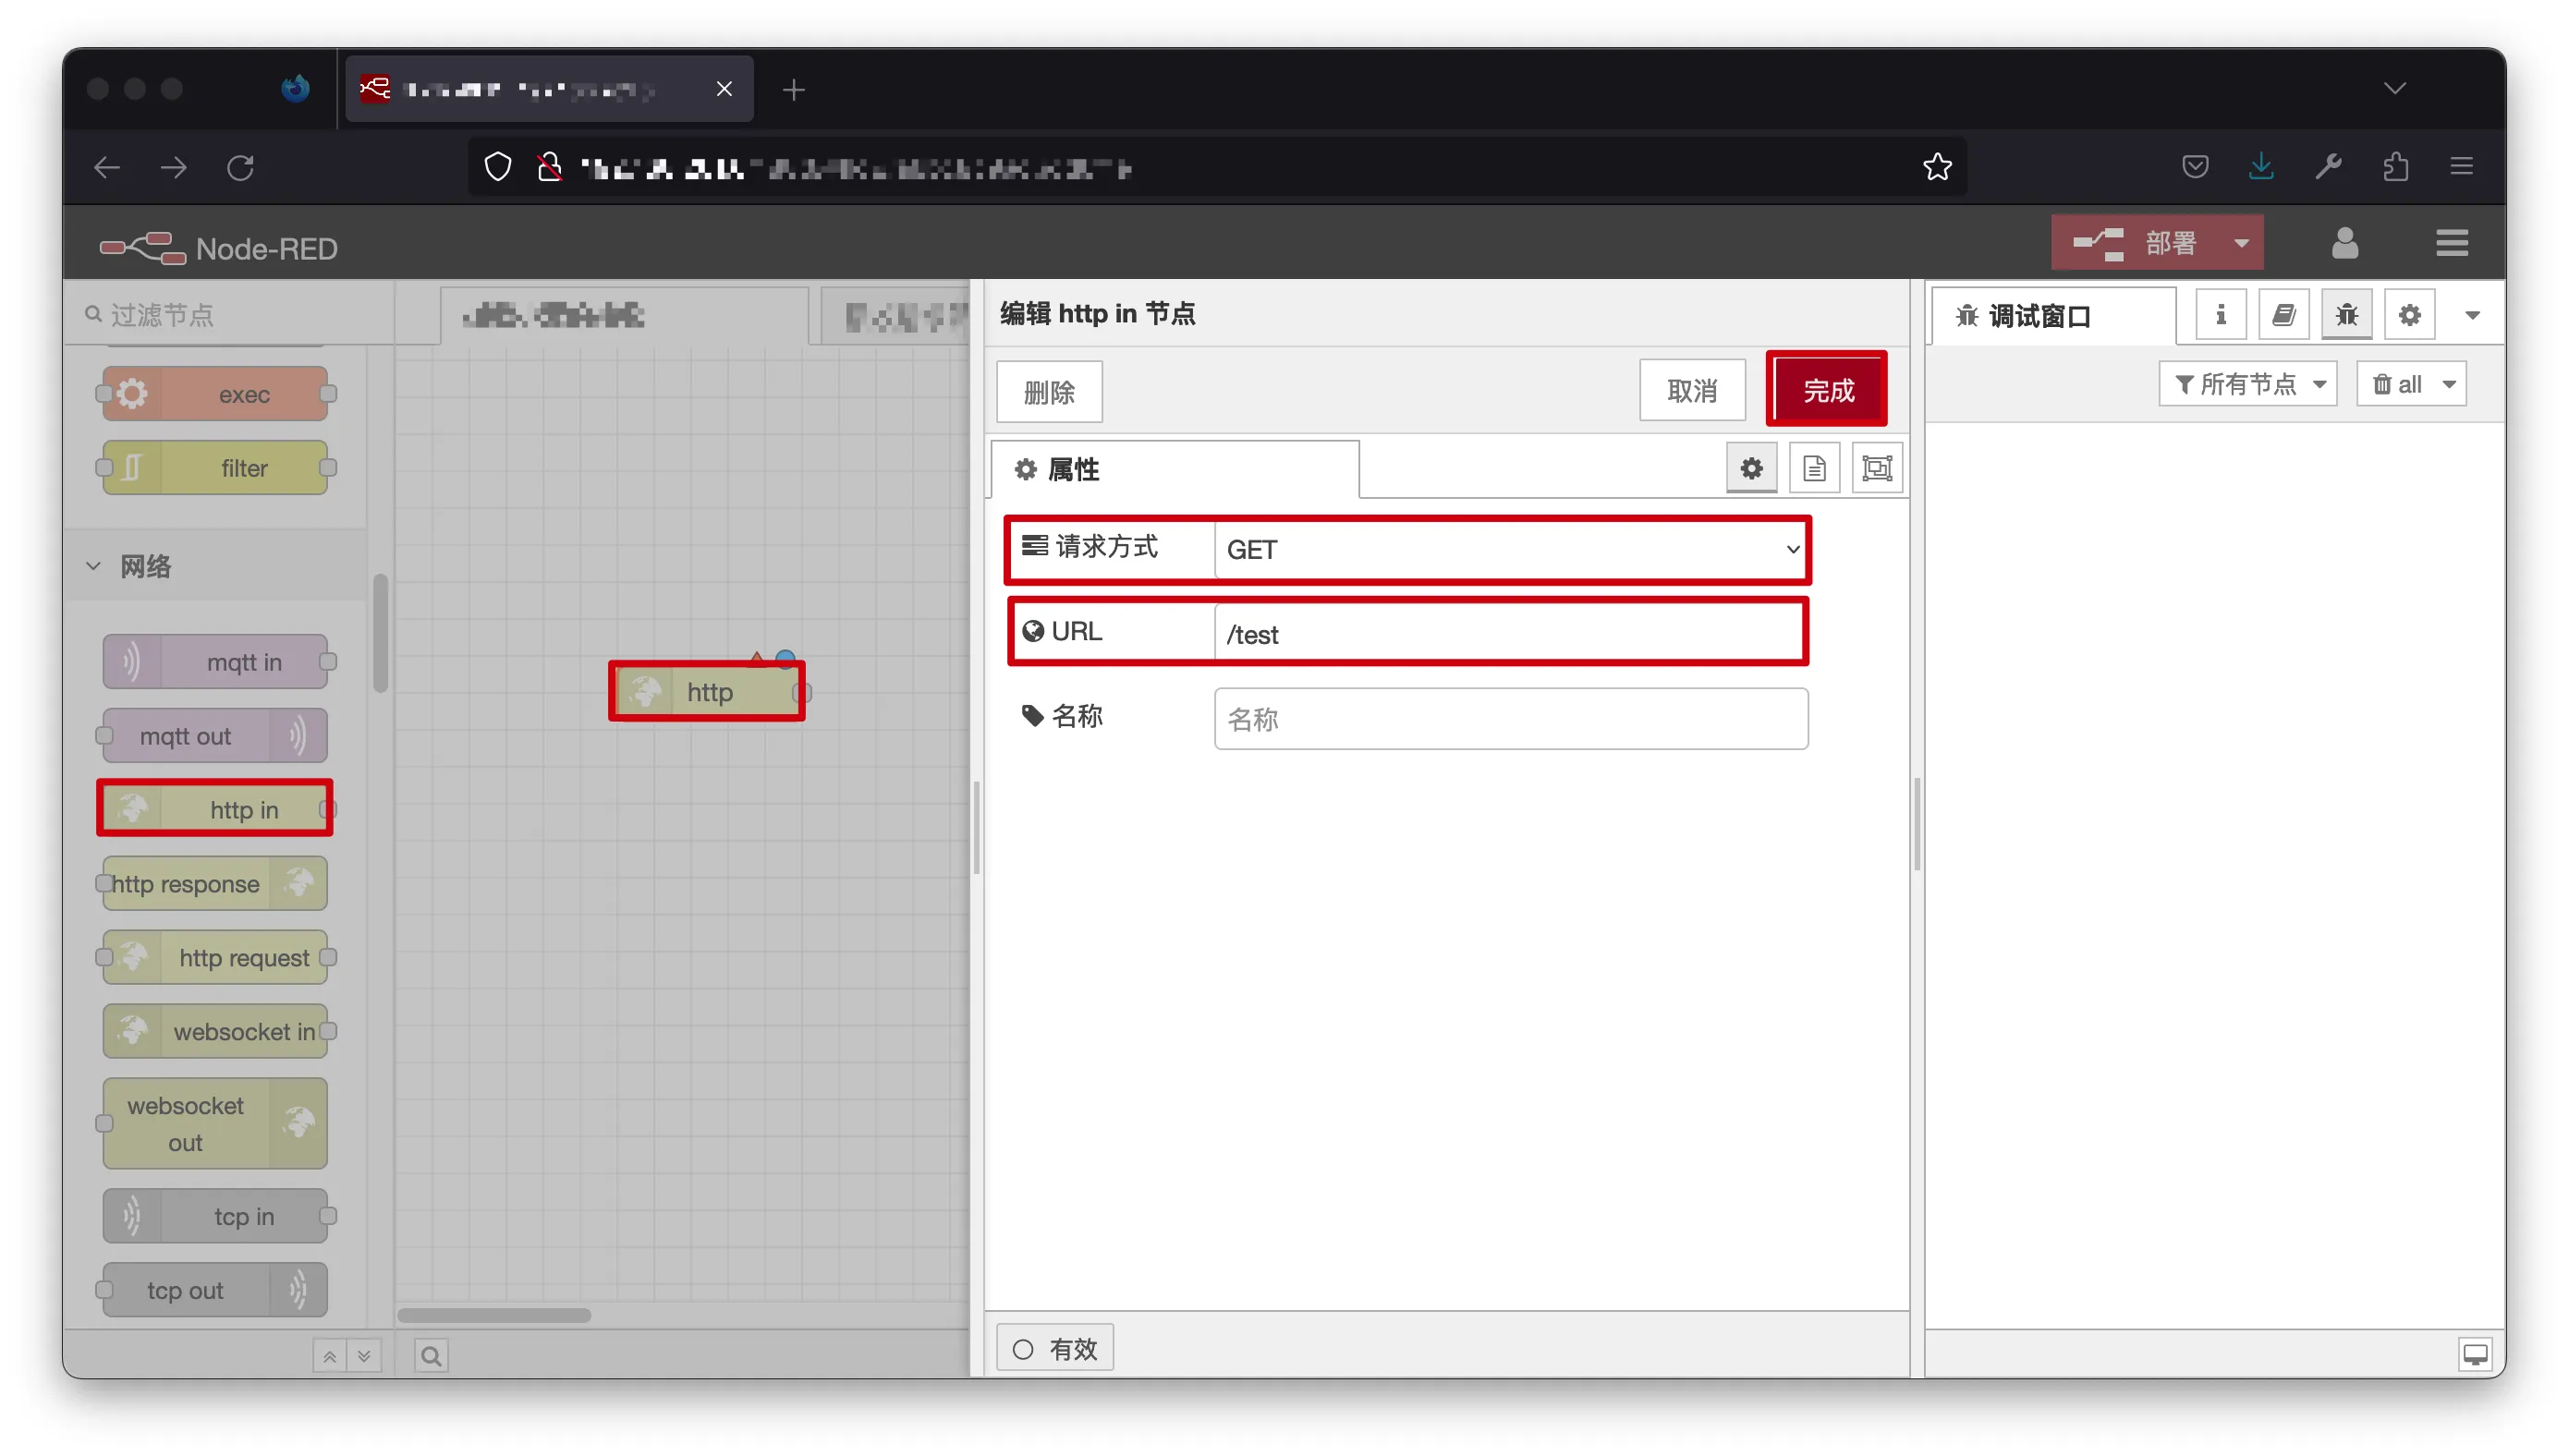 Node-RED
部署
过滤节点
exec
filter
网络
mqtt in
mqtt out
http in
http response
http request
websocket in
websocket
out
tcp in
tcp out
http
编辑 http in 节点
删除
取消
完成
属性
请求方式
GET
URL
/test
名称
名称
有效
调试窗口
所有节点
all